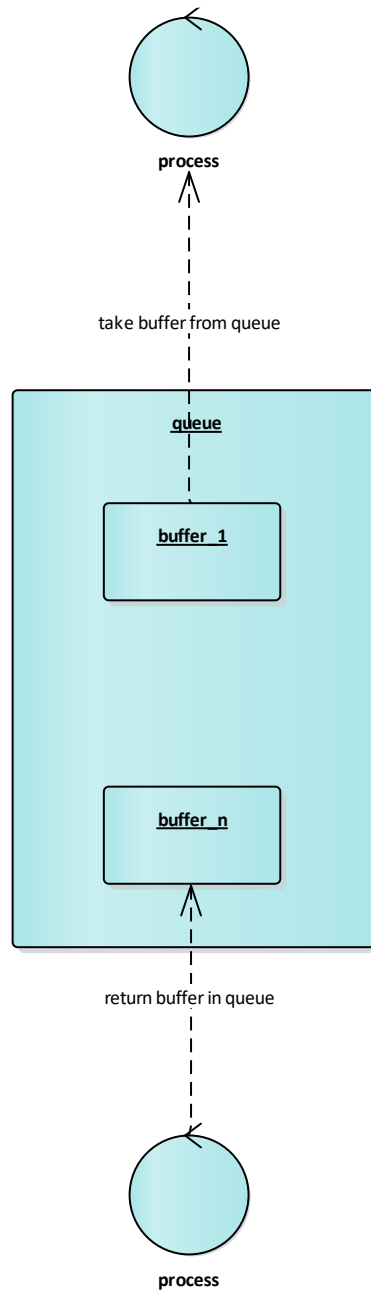 process
take buffer from queue
queue
buffer_1
buffer_n
return buffer in queue
process